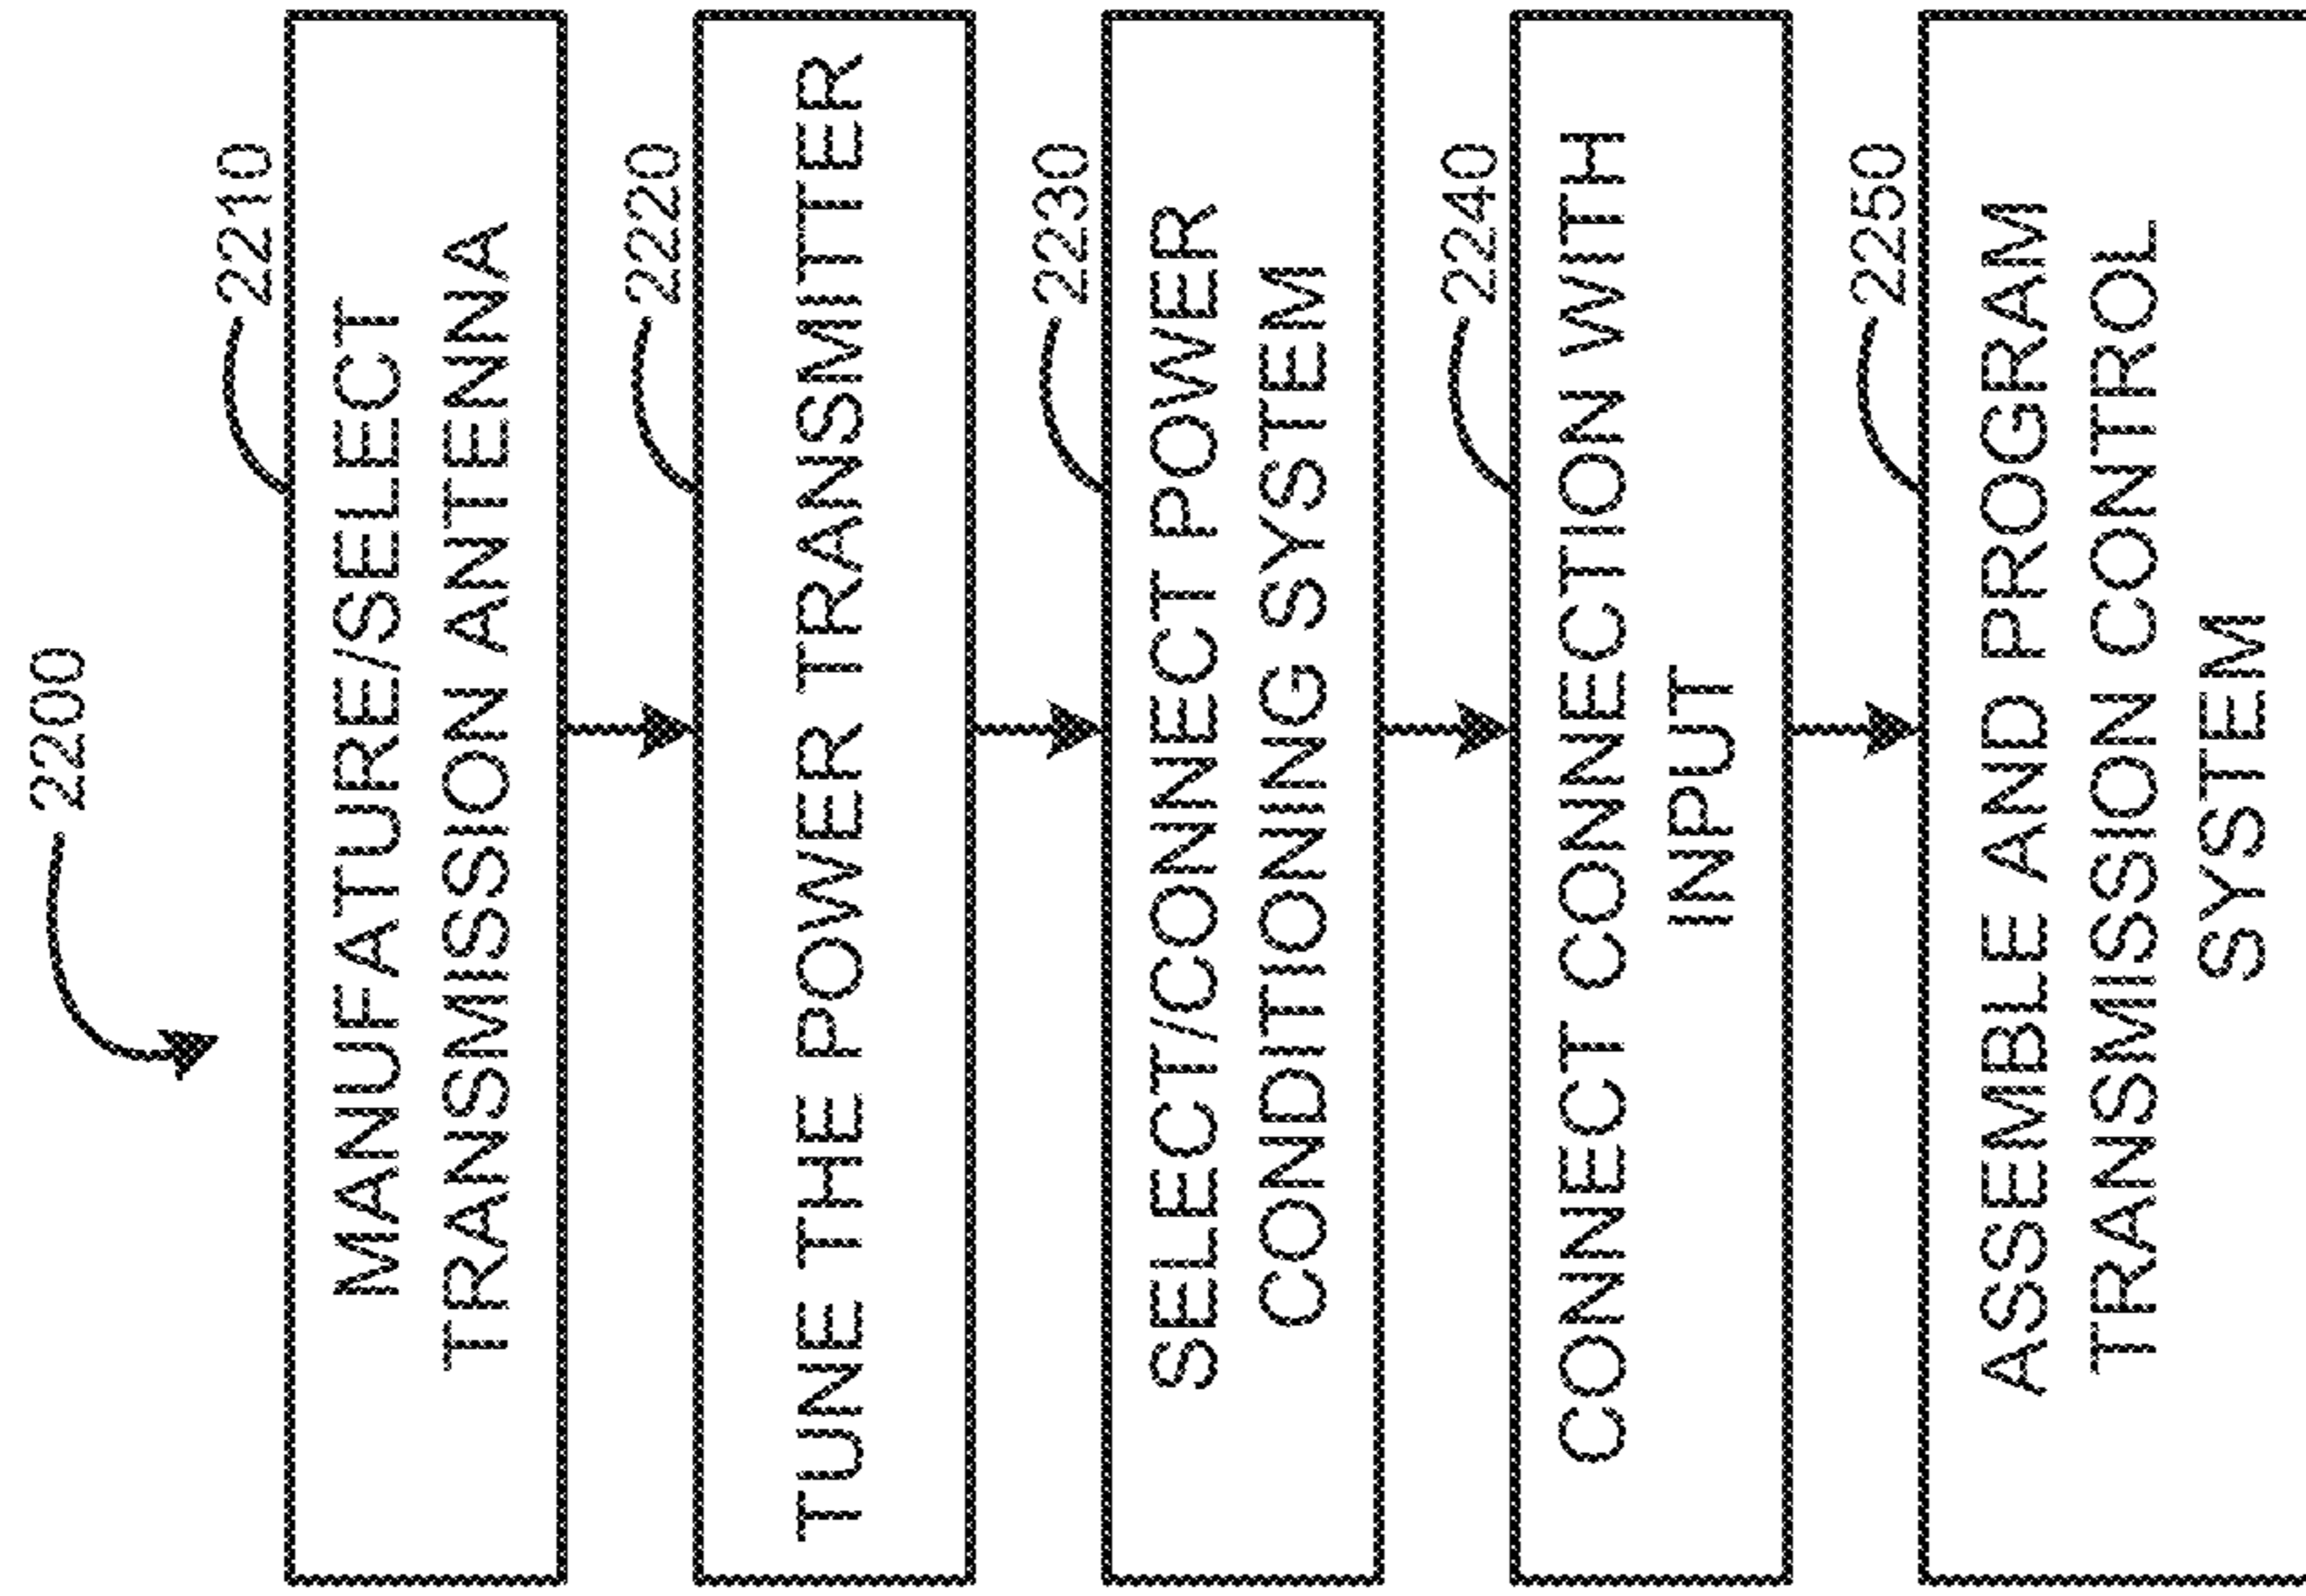 2200
2210
MANUFATURE/SELECT
TRANSMISSION ANTENNA
2220
TUNE THE POWER TRANSMITTER
2230
SELECT/CONNECT POWER
CONDITIONING SYSTEM
2240
CONNECT CONNECTION WITH
INPUT
2250
ASSEMBLE AND PROGRAM
TRANSMISSION CONTROL
SYSTEM